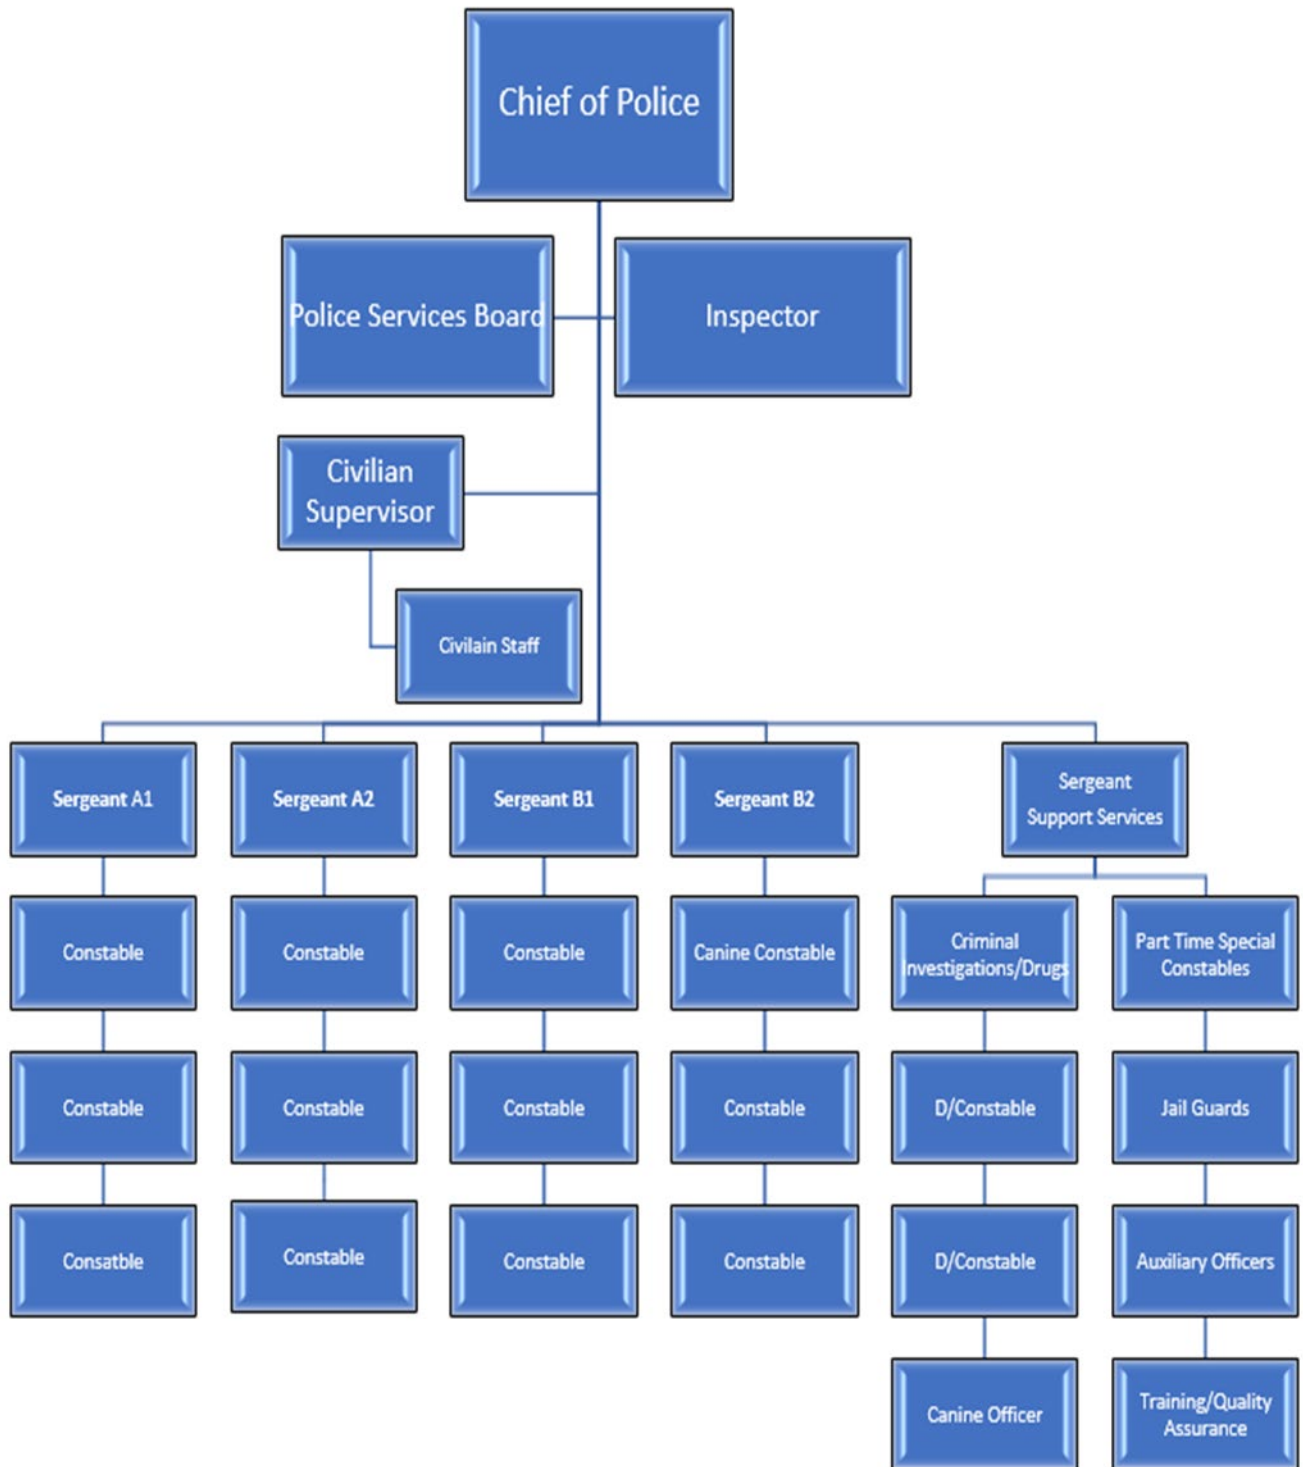 Chief of Police
Police Services Board
Inspector
Civilian
Supervisor
Civilain Staff
Sergeant A1
Sergeant A2
Sergeant B1
Sergeant B2
Sergeant
Support Services
Constable
Constable
Constable
Canine Constable
Criminal
Investigations/Drugs
Part Time Special
Constables
Constable
Constable
Constable
Constable
D/Constable
Jail Guards
Consatble
Constable
Constable
Constable
D/Constable
Auxiliary Officers
Canine Officer
Training/Quality
Assurance